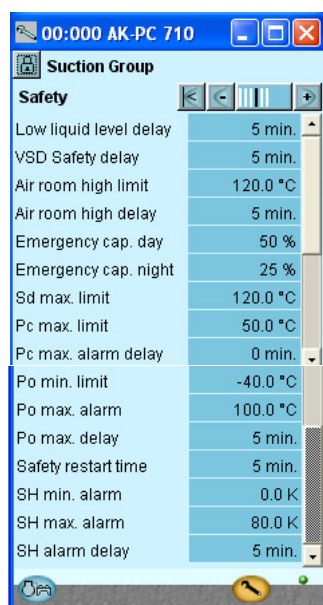 00:000 AK-PC 710
Suction Group
Safety
Low liquid level delay 5 min.
VSD Safety delay 5 min.
Air room high limit 120.0 °C
Air room high delay 5 min.
Emergency cap. day 50 %
Emergency cap. night 25 %
Sd max. limit 120.0 °C
Pc max. limit 50.0 °C
Pc max. alarm delay 0 min.
Po min. limit -40.0 °C
Po max. alarm 100.0 °C
Po max. delay 5 min.
Safety restart time 5 min.
SH min. alarm 0.0 K
SH max. alarm 80.0 K
SH alarm delay 5 min.